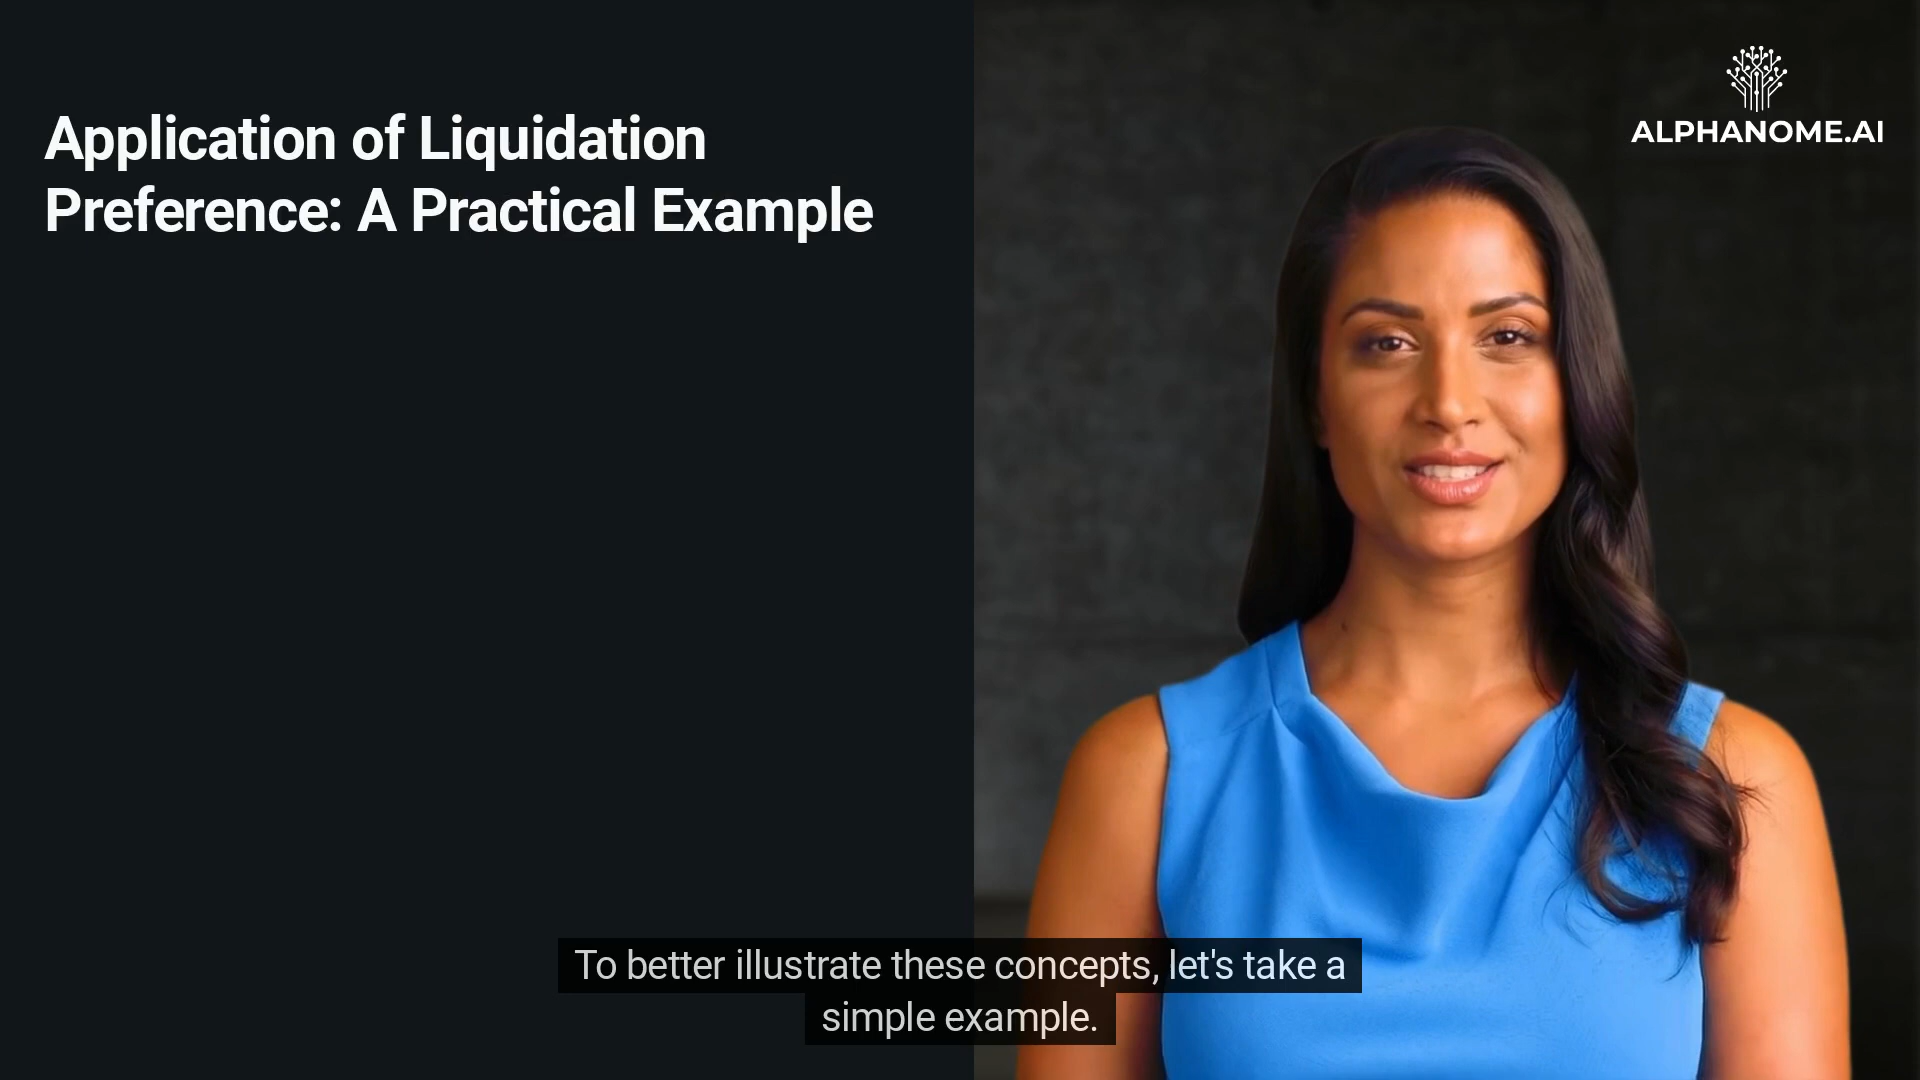 Application of Liquidation
Preference: A Practical Example
ALPHANOME.AI
To better illustrate these concepts, let's take a
simple example.